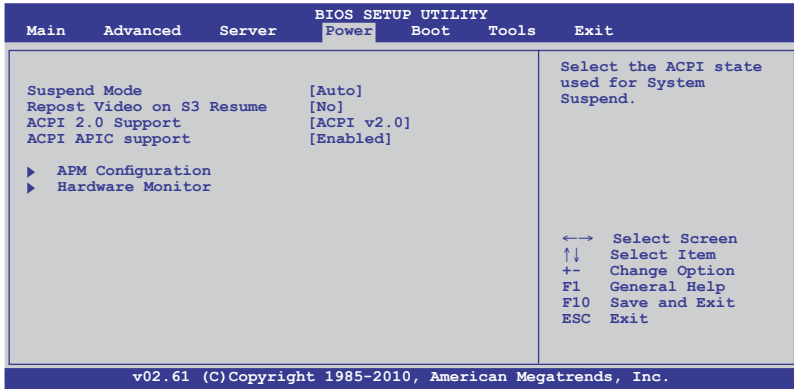 BIOS SETUP UTILITY
Main Advanced Server Power Boot Tools Exit
Suspend Mode [Auto]
Repost Video on S3 Resume [No]
ACPI 2.0 Support [ACPI v2.0]
ACPI APIC support [Enabled]
APM Configuration
Hardware Monitor
Select the ACPI state
used for System
Suspend.
←→ Select Screen
↑↓ Select Item
+- Change Option
F1 General Help
F10 Save and Exit
ESC Exit
v02.61 (C)Copyright 1985-2010, American Megatrends, Inc.